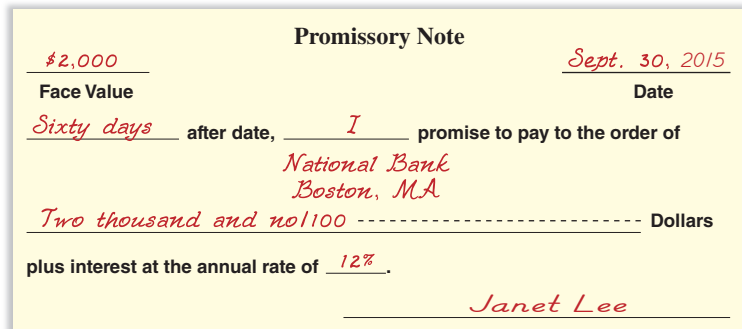 Promissory Note
$2,000 Sept. 30, 2015
Face Value Date
Sixty days after date, I promise to pay to the order of
National Bank
Boston, MA
Two thousand and no/100 ---------------------------- Dollars
plus interest at the annual rate of 12%.
Janet Lee